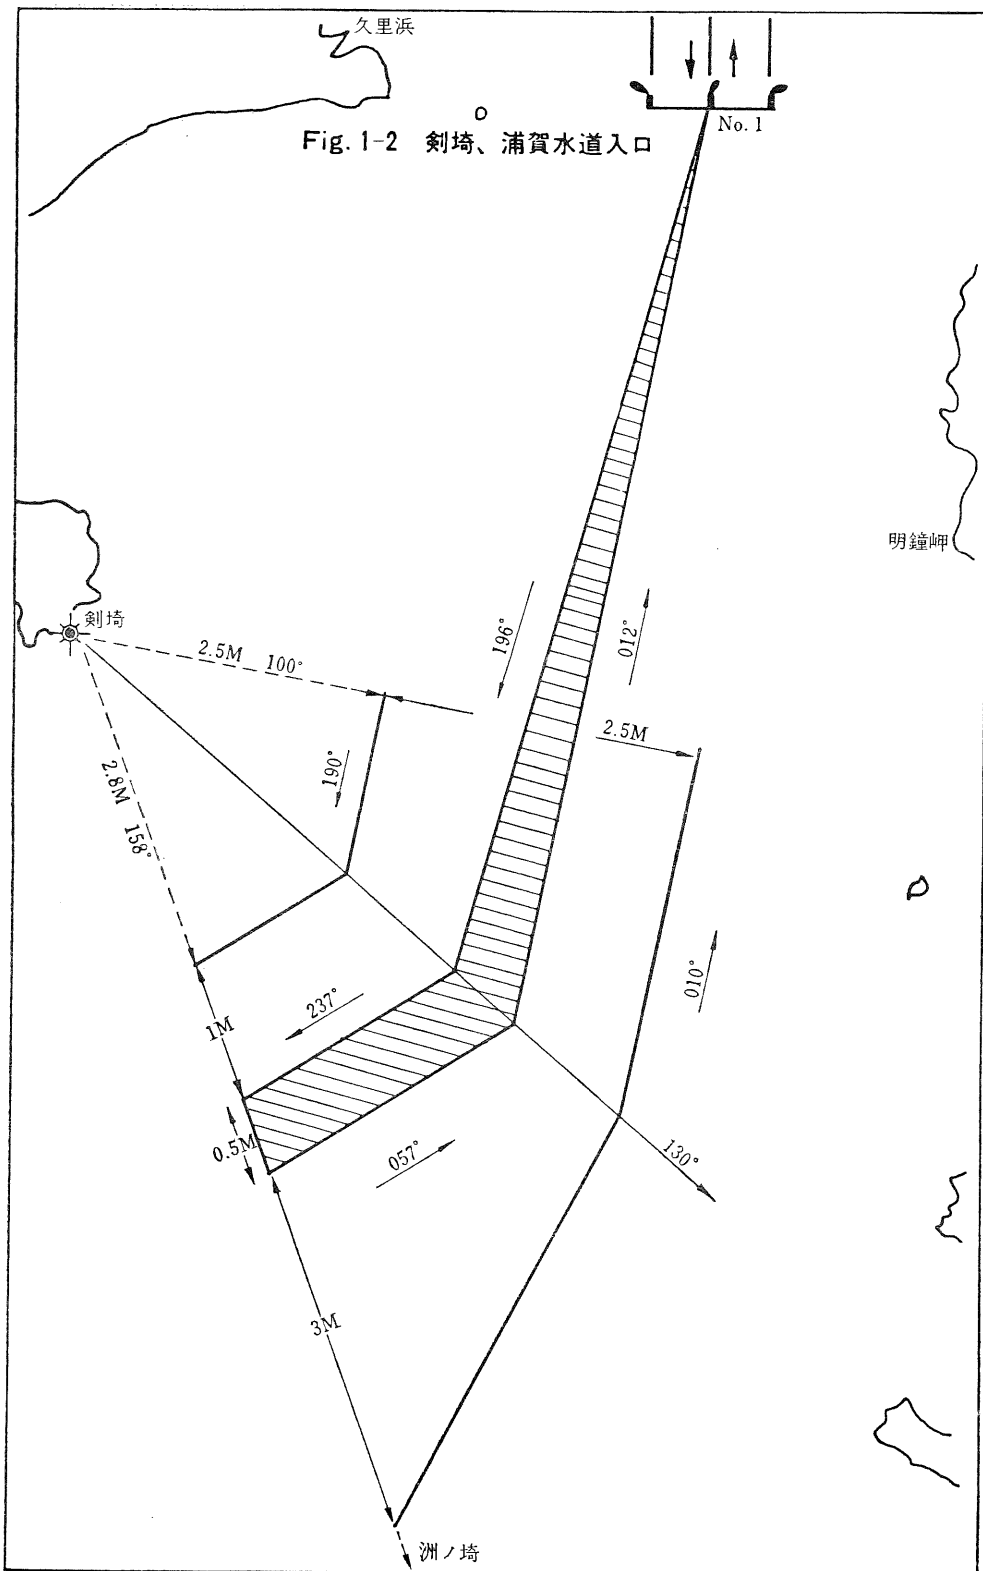 久里浜
No. 1
Fig. 1-2 剣埼、浦賀水道入口
明鐘岬
剣埼
2.5M 100°
196°
012°
2.5M
190°
2.8M 158°
010°
237°
1M
0.5M
057°
130°
3M
洲ノ埼